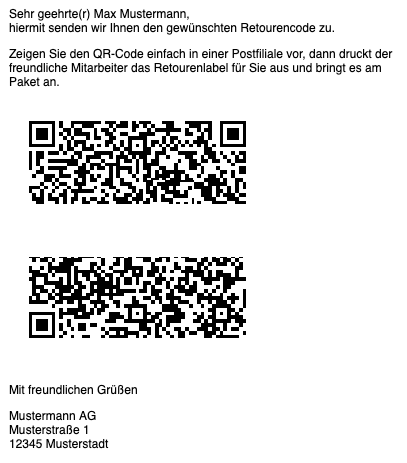 Sehr geehrte(r) Max Mustermann,
hiermit senden wir Ihnen den gewünschten Retourencode zu.
Zeigen Sie den QR-Code einfach in einer Postfiliale vor, dann druckt der
freundliche Mitarbeiter das Retourenlabel für Sie aus und bringt es am
Paket an.
Mit freundlichen Grüßen
Mustermann AG
Musterstraße 1
12345 Musterstadt